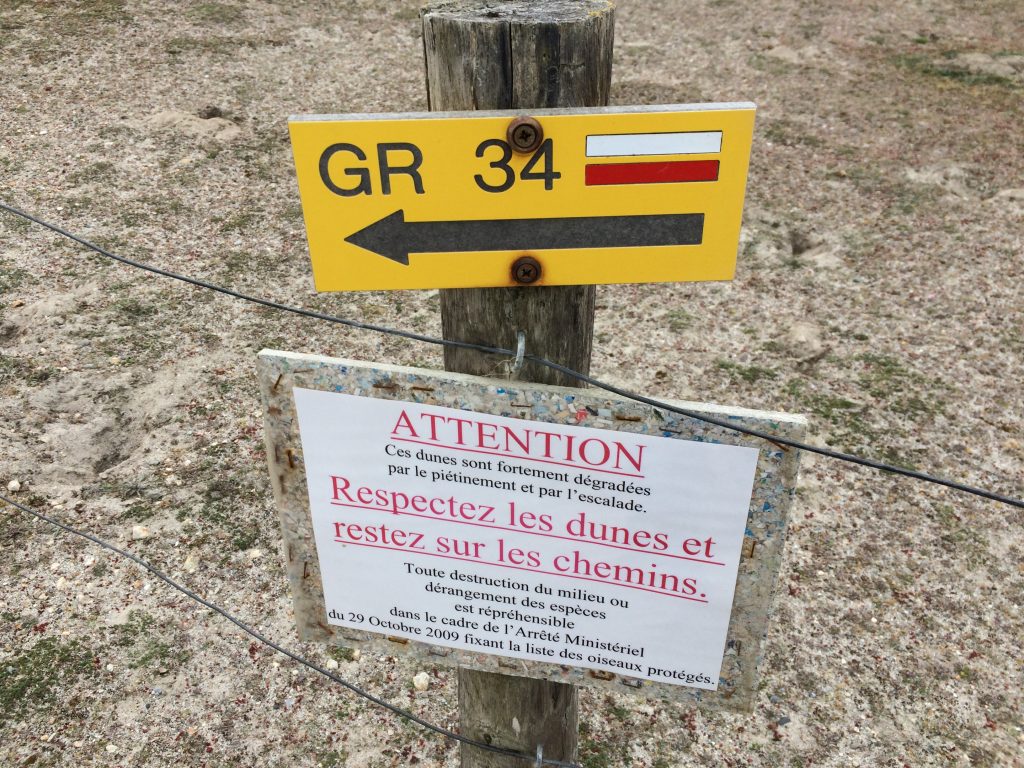 GR 34
ATTENTION
Ces dunes sont fortement dégradées
par le piétinement et par l'escalade.
Respectez les dunes et
restez sur les chemins.
Toute destruction du milieu ou
dérangement des espèces
est répréhensible
dans le cadre de l'Arrêté Ministériel
du 29 Octobre 2009 fixant la liste des oiseaux protégés.